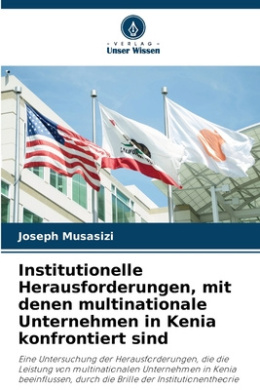 VERLAG
Unser Wissen
Joseph Musasizi
Institutionelle
Herausforderungen, mit
denen multinationale
Unternehmen in Kenia
konfrontiert sind
Eine Untersuchung der Herausforderungen, die die
Leistung von multinationalen Unternehmen in Kenia
beeinflussen, durch die Brille der Institutionentheorie